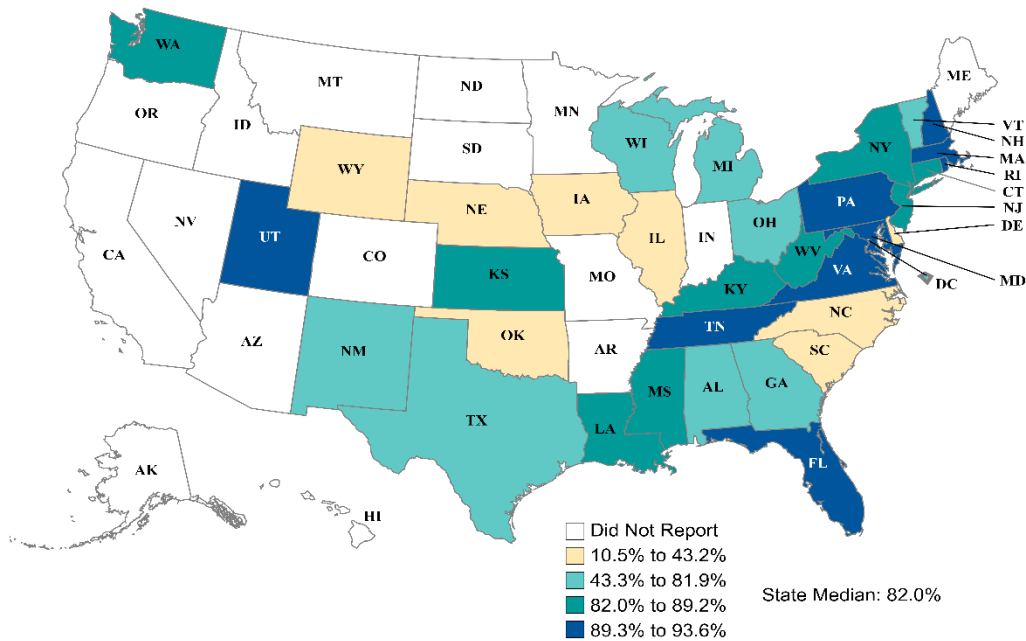 WA
MT
ND
MN
ME
OR
ID
SD
WI
MI
NY
VT
NH
MA
RI
CT
NJ
DE
MD
DC
WY
NE
IA
IL
IN
OH
PA
NV
UT
CO
KS
MO
KY
WV
VA
CA
AZ
NM
OK
AR
TN
NC
SC
TX
LA
MS
AL
GA
FL
AK
HI
Did Not Report
10.5% to 43.2%
43.3% to 81.9%
82.0% to 89.2%
89.3% to 93.6%
State Median: 82.0%